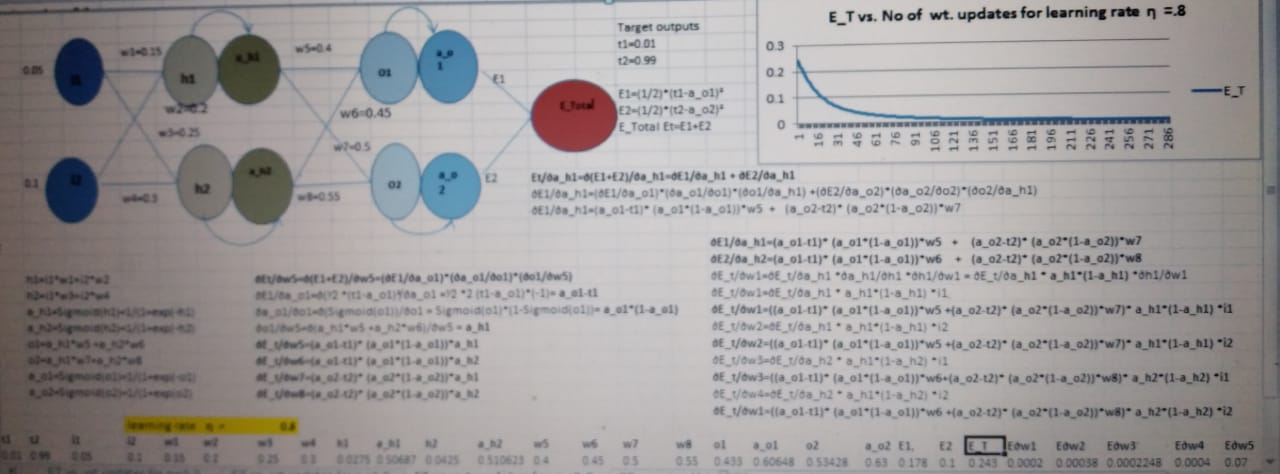 Target outputs
t1=0.01
t2=0.99
E1=(1/2)*(t1-a_o1)²
E2=(1/2)*(t2-a_o2)²
E_Total Et=E1+E2
E_T vs. No of wt. updates for learning rate η =.8
0.3
0.2
0.1
0
1 16 31 46 61 76 91 106 121 136 151 166 181 196 211 226 241 256 271 286
E_T
0.05
i1
w1=0.15
h1
a_h1
w5=0.4
o1
a_o
1
E1
E_Total
w2=0.2
w6=0.45
w3=0.25
w7=0.5
0.1
i2
w4=0.3
h2
a_h2
w8=0.55
o2
a_o
2
E2
Et/∂a_h1=∂(E1+E2)/∂a_h1=∂E1/∂a_h1 + ∂E2/∂a_h1
∂E1/∂a_h1=(∂E1/∂a_o1)*(∂a_o1/∂o1)*(∂o1/∂a_h1) +(∂E2/∂a_o2)*(∂a_o2/∂o2)*(∂o2/∂a_h1)
∂E1/∂a_h1=(a_o1-t1)* (a_o1*(1-a_o1))*w5 + (a_o2-t2)* (a_o2*(1-a_o2))*w7
h1=i1*w1+i2*w2
h2=i1*w3+i2*w4
a_h1=Sigmoid(h1)=1/(1+exp(-h1)
a_h2=Sigmoid(h2)=1/(1+exp(-h2)
o1=a_h1*w5+a_h2*w6
o2=a_h1*w7+a_h2*w8
a_o1=Sigmoid(o1)=1/(1+exp(-o1)
a_o2=Sigmoid(o2)=1/(1+exp(o2)
∂Et/∂w5=∂(E1+E2)/∂w5=(∂E1/∂a_o1)*(∂a_o1/∂o1)*(∂o1/∂w5)
a_o1-t1
∂a_o1/∂o1=∂(Sigmoid(o1))/∂o1 = Sigmoid(o1)*(1-Sigmoid(o1))= a_o1*(1-a_o1)
∂o1/∂w5=∂(a_h1*w5 +a_h2*w6)/∂w5 = a_h1
∂E_t/∂w5=(a_o1-t1)* (a_o1*(1-a_o1))*a_h1
∂E_t/∂w6=(a_o1-t1)* (a_o1*(1-a_o1))*a_h2
∂E_t/∂w7=(a_o2-t2)* (a_o2*(1-a_o2))*a_h1
∂E_t/∂w8=(a_o2-t2)* (a_o2*(1-a_o2))*a_h2
∂E1/∂a_h1=(a_o1-t1)* (a_o1*(1-a_o1))*w5 + (a_o2-t2)* (a_o2*(1-a_o2))*w7
∂E2/∂a_h2=(a_o1-t1)* (a_o1*(1-a_o1))*w6 + (a_o2-t2)* (a_o2*(1-a_o2))*w8
∂E_t/∂w1=∂E_t/∂a_h1 *∂a_h1/∂h1 *∂h1/∂w1 = ∂E_t/∂a_h1 * a_h1*(1-a_h1) *∂h1/∂w1
∂E_t/∂w1=∂E_t/∂a_h1 * a_h1*(1-a_h1) *i1
∂E_t/∂w1=((a_o1-t1)* (a_o1*(1-a_o1))*w5 +(a_o2-t2)* (a_o2*(1-a_o2))*w7)* a_h1*(1-a_h1) *i1
∂E_t/∂w2=∂E_t/∂a_h1 * a_h1*(1-a_h1) *i2
∂E_t/∂w2=((a_o1-t1)* (a_o1*(1-a_o1))*w5 +(a_o2-t2)* (a_o2*(1-a_o2))*w7)* a_h1*(1-a_h1) *i2
∂E_t/∂w3=∂E_t/∂a_h2 * a_h2*(1-a_h2) *i1
∂E_t/∂w3=((a_o1-t1)* (a_o1*(1-a_o1))*w6+(a_o2-t2)* (a_o2*(1-a_o2))*w8)* a_h2*(1-a_h2) *i1
∂E_t/∂w4=∂E_t/∂a_h2 * a_h2*(1-a_h2) *i2
∂E_t/∂w1=((a_o1-t1)* (a_o1*(1-a_o1))*w6 +(a_o2-t2)* (a_o2*(1-a_o2))*w8)* a_h2*(1-a_h2) *i2
learning rate η = 0.8
t1 t2 i1 i2 w1 w2 w3 w4 h1 a_h1 h2 a_h2 w5 w6 w7 w8 o1 a_o1 o2 a_o2 E1, E2 E_T E∂w1 E∂w2 E∂w3 E∂w4 E∂w5
0.01 0.99 0.05 0.1 0.15 0.2 0.25 0.3 0.0275 0.50687 0.0425 0.510623 0.4 0.45 0.5 0.55 0.433 0.60648 0.53428 0.63 0.178 0.1 0.243 0.0002 0.00038 0.0002248 0.0004 0.07